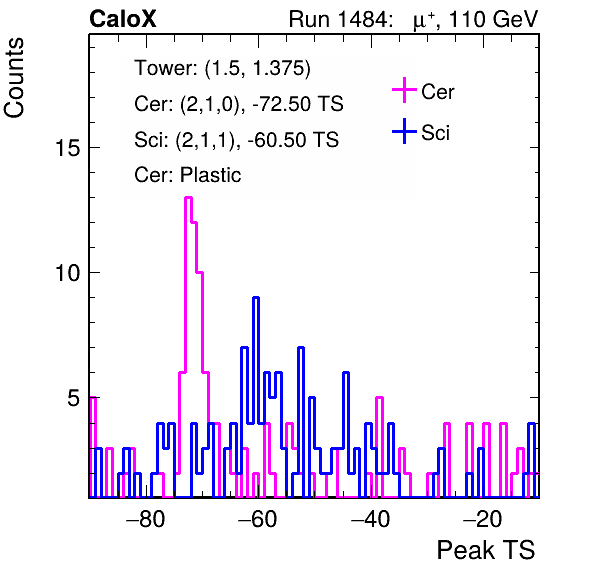 CaloX Run 1484: μ⁺, 110 GeV
Counts
Tower: (1.5, 1.375)
Cer: (2,1,0), -72.50 TS
Sci: (2,1,1), -60.50 TS
Cer: Plastic
Cer
Sci
15
10
5
−80 −60 −40 −20
Peak TS